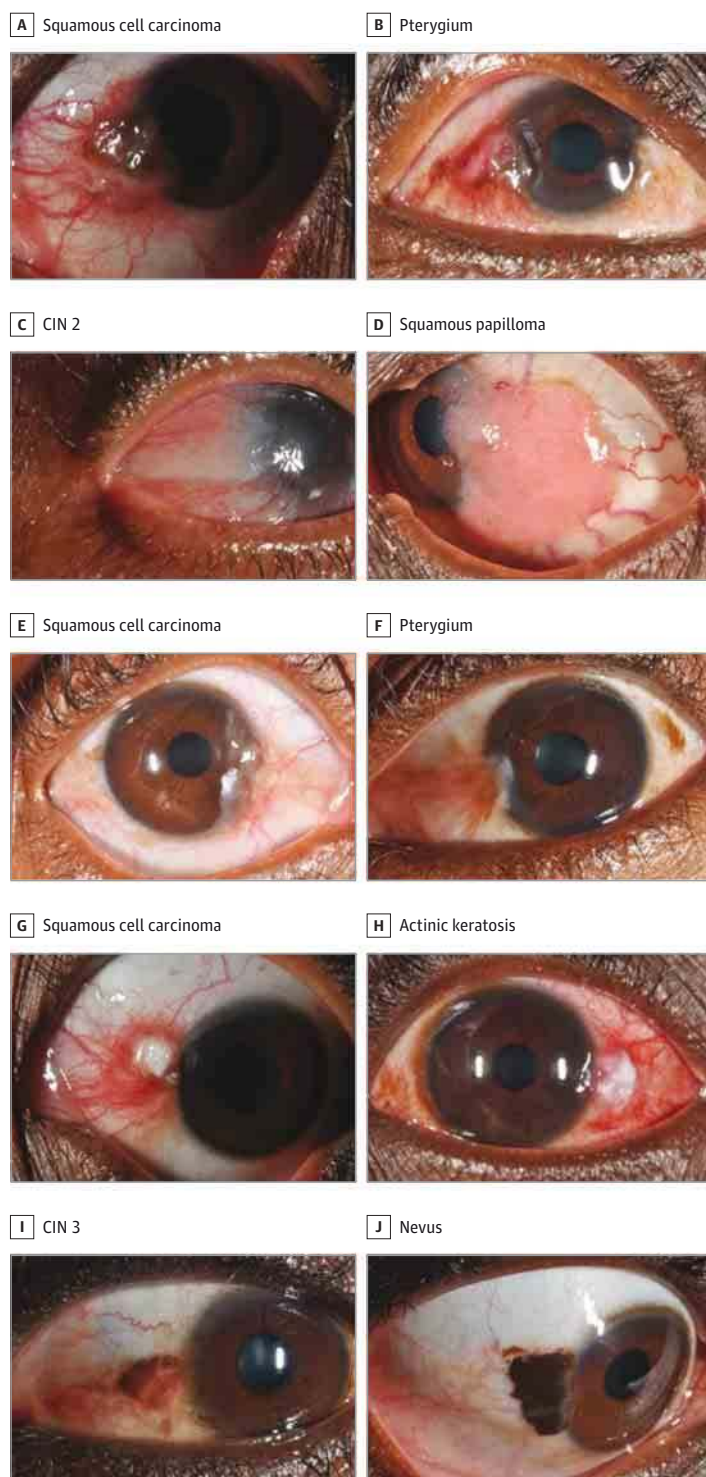 A Squamous cell carcinoma
B Pterygium
C CIN 2
D Squamous papilloma
E Squamous cell carcinoma
F Pterygium
G Squamous cell carcinoma
H Actinic keratosis
I CIN 3
J Nevus